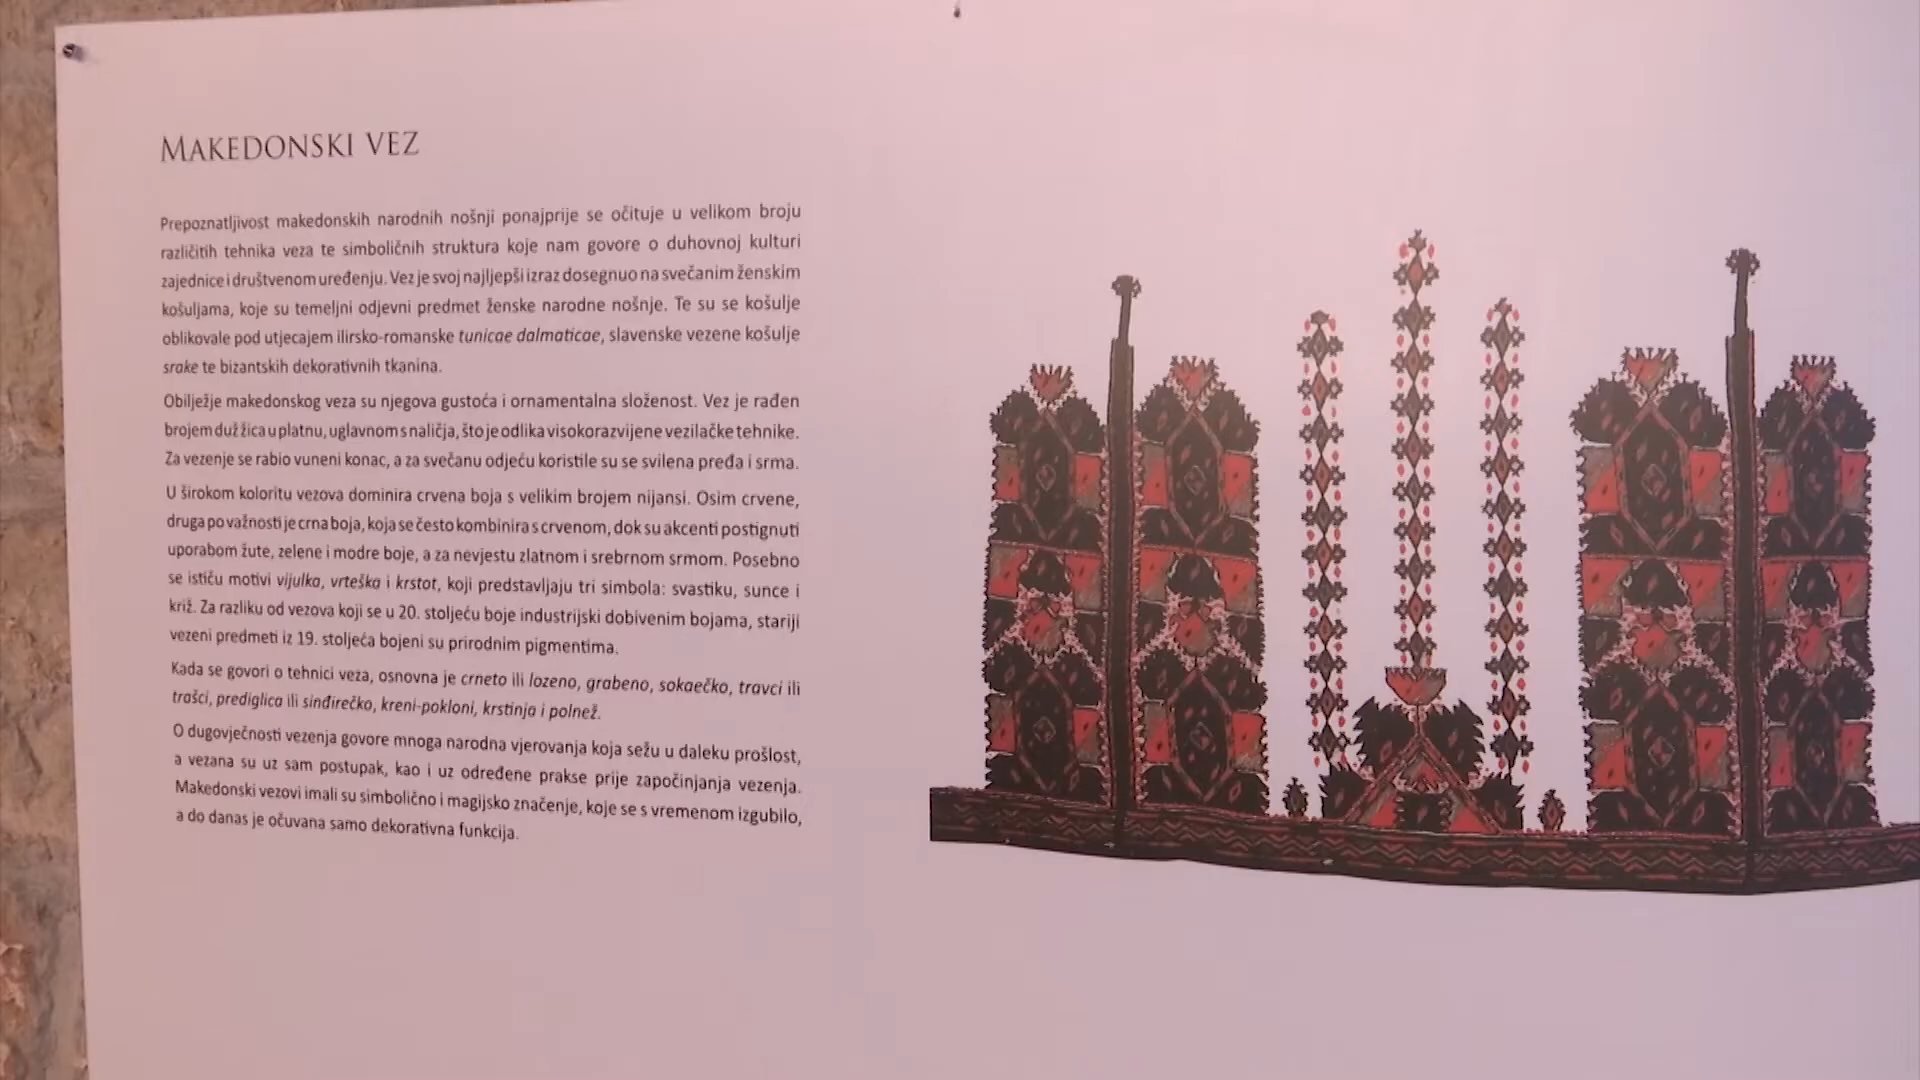 MAKEDONSKI VEZ
Prepoznatljivost makedonskih narodnih nošnji ponajprije se očituje u velikom broju
različitih tehnika veza te simboličnih struktura koje nam govore o duhovnoj kulturi
zajednice i društvenom uređenju. Vez je svoj najljepši izraz dosegnuo na svečanim ženskim
košuljama, koje su temeljni odjevni predmet ženske narodne nošnje. Te su se košulje
oblikovale pod utjecajem ilirsko-romanske tunicae dalmaticae, slavenske vezene košulje
srake te bizantskih dekorativnih tkanina.
Obilježje makedonskog veza su njegova gustoća i ornamentalna složenost. Vez je rađen
brojem duž žica u platnu, uglavnom s naličja, što je odlika visokorazvijene vezilačke tehnike.
Za vezenje se rabio vuneni konac, a za svečanu odjeću koristile su se svilena pređa i srma.
U širokom koloritu vezova dominira crvena boja s velikim brojem nijansi. Osim crvene,
druga po važnosti je crna boja, koja se često kombinira s crvenom, dok su akcenti postignuti
uporabom žute, zelene i modre boje, a za nevjestu zlatnom i srebrnom srmom. Posebno
se ističu motivi vijulka, vrteška i krstot, koji predstavljaju tri simbola: svastiku, sunce i
križ. Za razliku od vezova koji se u 20. stoljeću boje industrijski dobivenim bojama, stariji
vezeni predmeti iz 19. stoljeća bojeni su prirodnim pigmentima.
Kada se govori o tehnici veza, osnovna je crneto ili lozeno, grabeno, sokaečko, travci ili
trašci, prediglica ili sinđirečko, kreni-pokloni, krstinja i polnež.
O dugovječnosti vezenja govore mnoga narodna vjerovanja koja sežu u daleku prošlost,
a vezana su uz sam postupak, kao i uz određene prakse prije započinjanja vezenja.
Makedonski vezovi imali su simbolično i magijsko značenje, koje se s vremenom izgubilo,
a do danas je očuvana samo dekorativna funkcija.